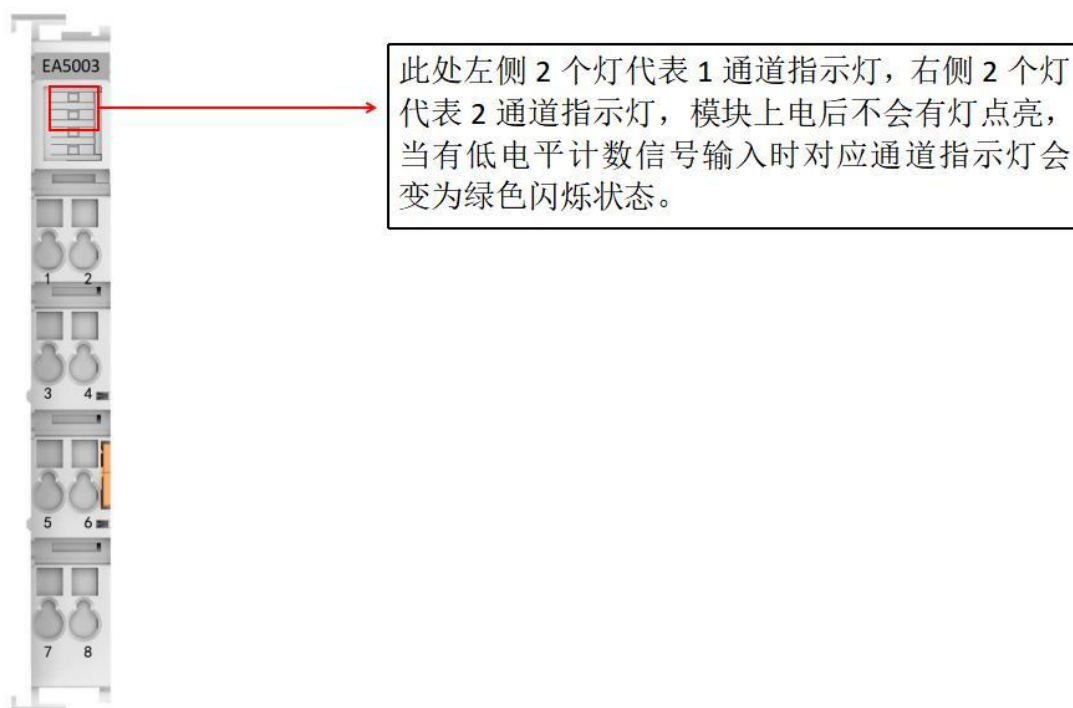 EA5003
此处左侧 2 个灯代表 1 通道指示灯，右侧 2 个灯
代表 2 通道指示灯，模块上电后不会有灯点亮，
当有低电平计数信号输入时对应通道指示灯会
变为绿色闪烁状态。
1 2
3 4
5 6
7 8